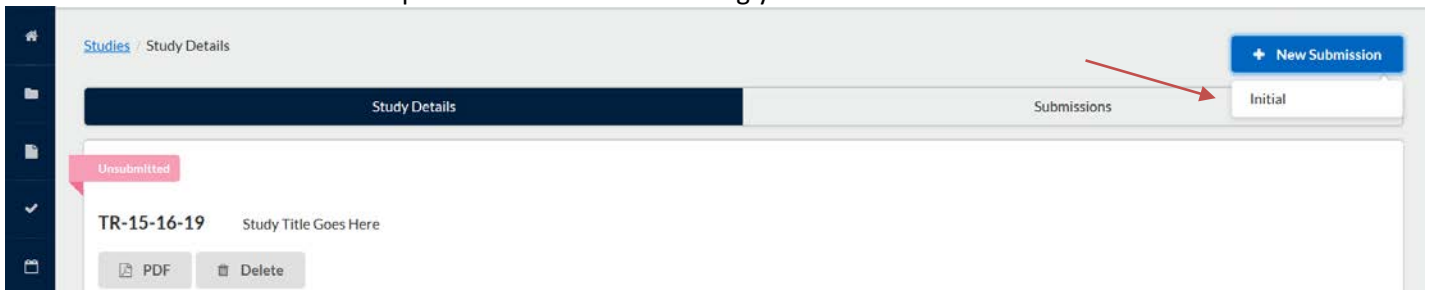 Studies / Study Details
+ New Submission
Initial
Study Details
Submissions
Unsubmitted
TR-15-16-19 Study Title Goes Here
PDF
Delete